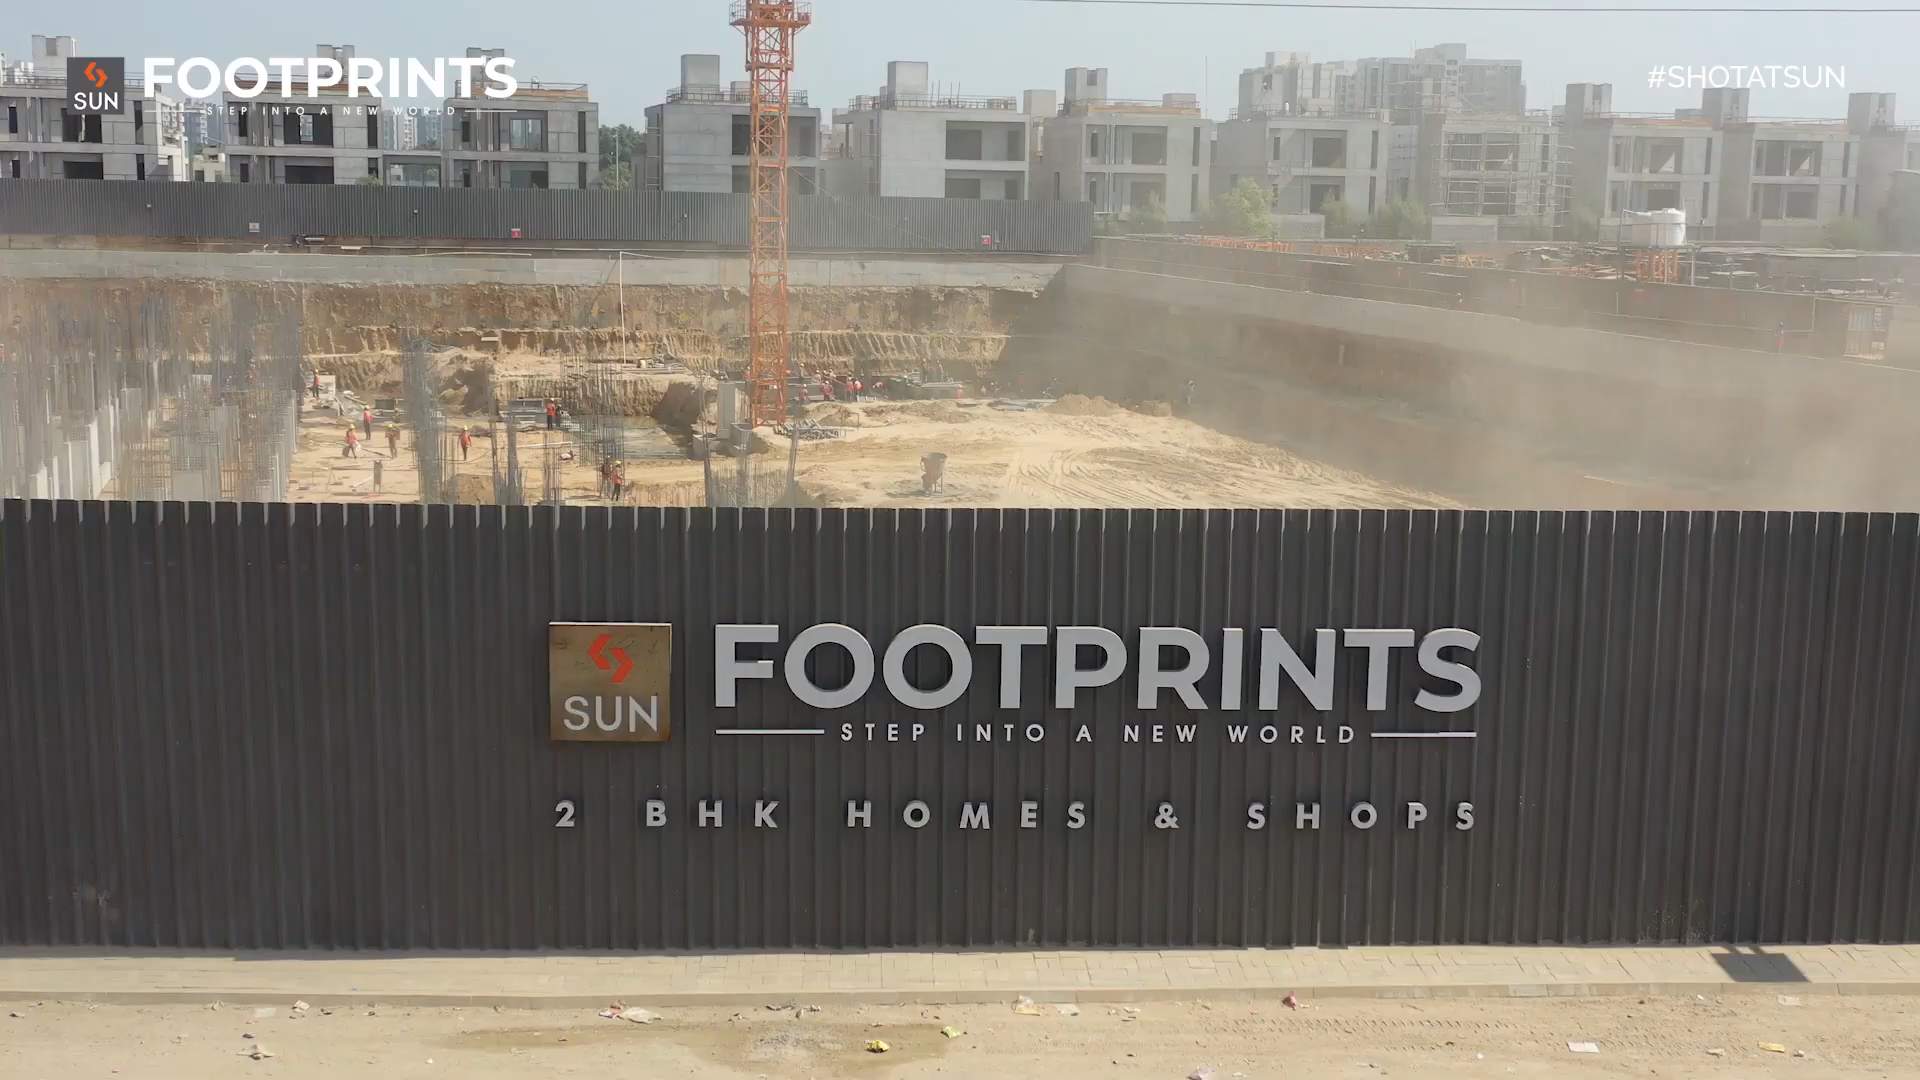 SUN
FOOTPRINTS
STEP INTO A NEW WORLD
#SHOTATSUN
SUN
FOOTPRINTS
STEP INTO A NEW WORLD
2 BHK HOMES & SHOPS